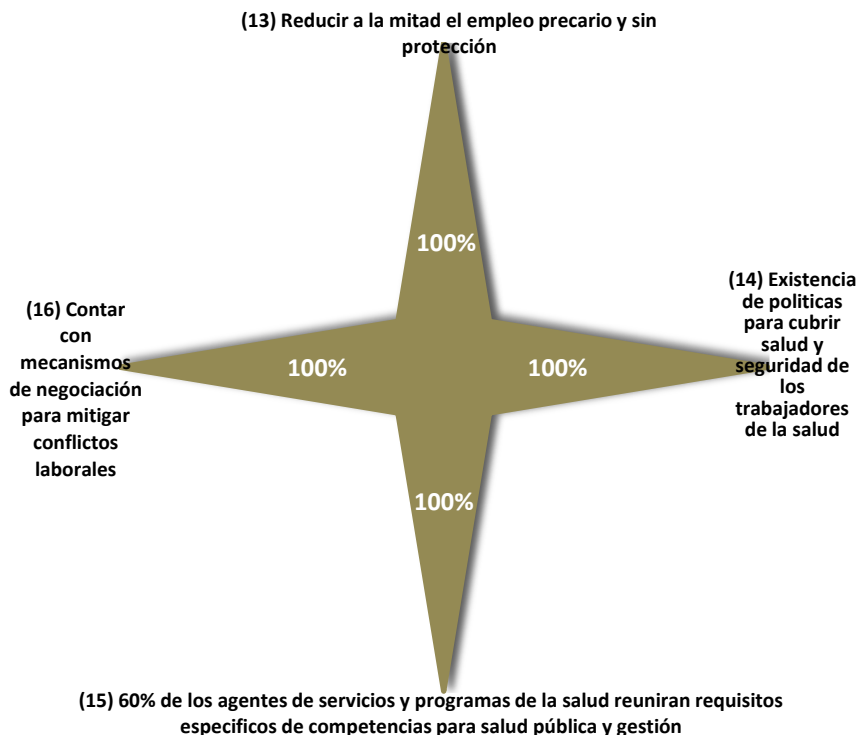 (13) Reducir a la mitad el empleo precario y sin
protección
100%
(14) Existencia
de politicas
para cubrir
salud y
seguridad de
los
trabajadores
de la salud
(16) Contar
con
mecanismos
de negociación
para mitigar
conflictos
laborales
100%
100%
100%
(15) 60% de los agentes de servicios y programas de la salud reuniran requisitos
especificos de competencias para salud pública y gestión